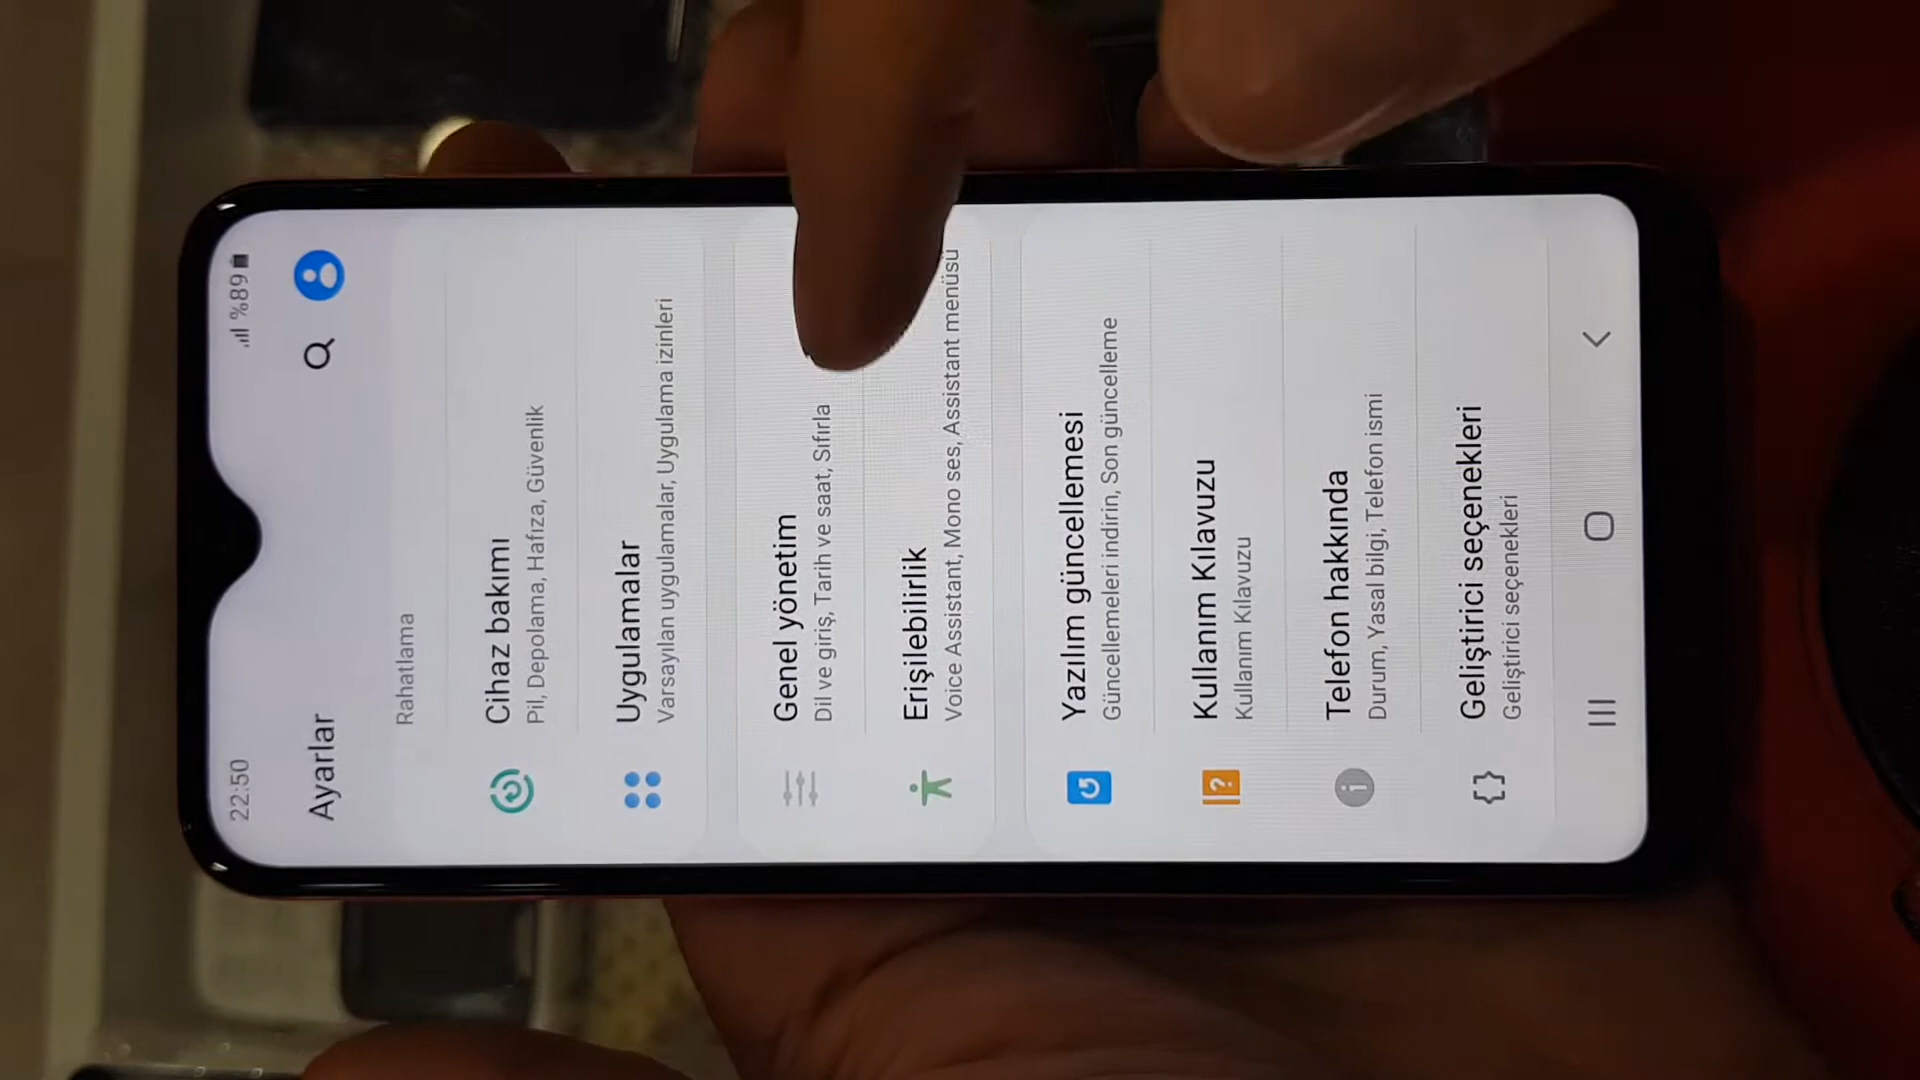 22:50
%89
Ayarlar
Rahatlama
Cihaz bakımı
Pil, Depolama, Hafıza, Güvenlik
Uygulamalar
Varsayılan uygulamalar, Uygulama izinleri
Genel yönetim
Dil ve giriş, Tarih ve saat, Sıfırla
Erişilebilirlik
Voice Assistant, Mono ses, Assistant menüsü
Yazılım güncellemesi
Güncellemeleri indirin, Son güncelleme
Kullanım Kılavuzu
Kullanım Kılavuzu
Telefon hakkında
Durum, Yasal bilgi, Telefon ismi
Geliştirici seçenekleri
Geliştirici seçenekleri